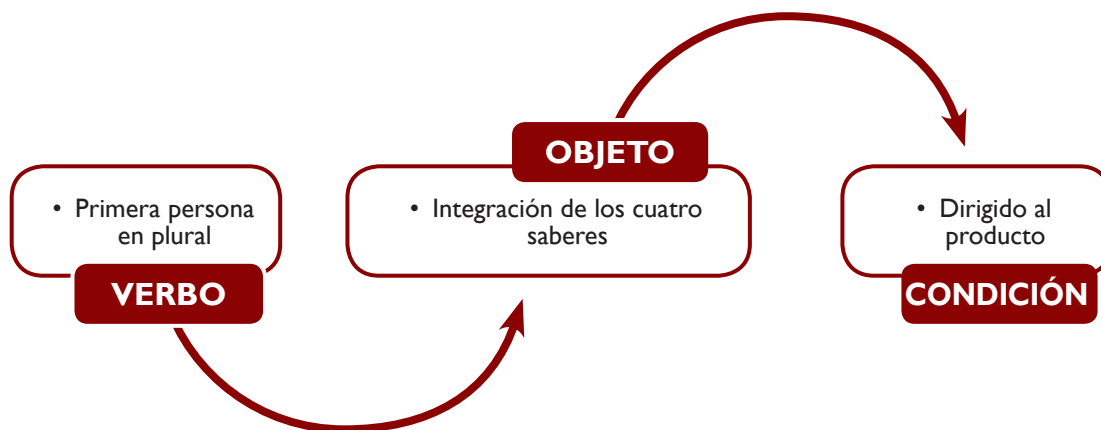 • Primera persona
en plural
VERBO
OBJETO
• Integración de los cuatro
saberes
• Dirigido al
producto
CONDICIÓN